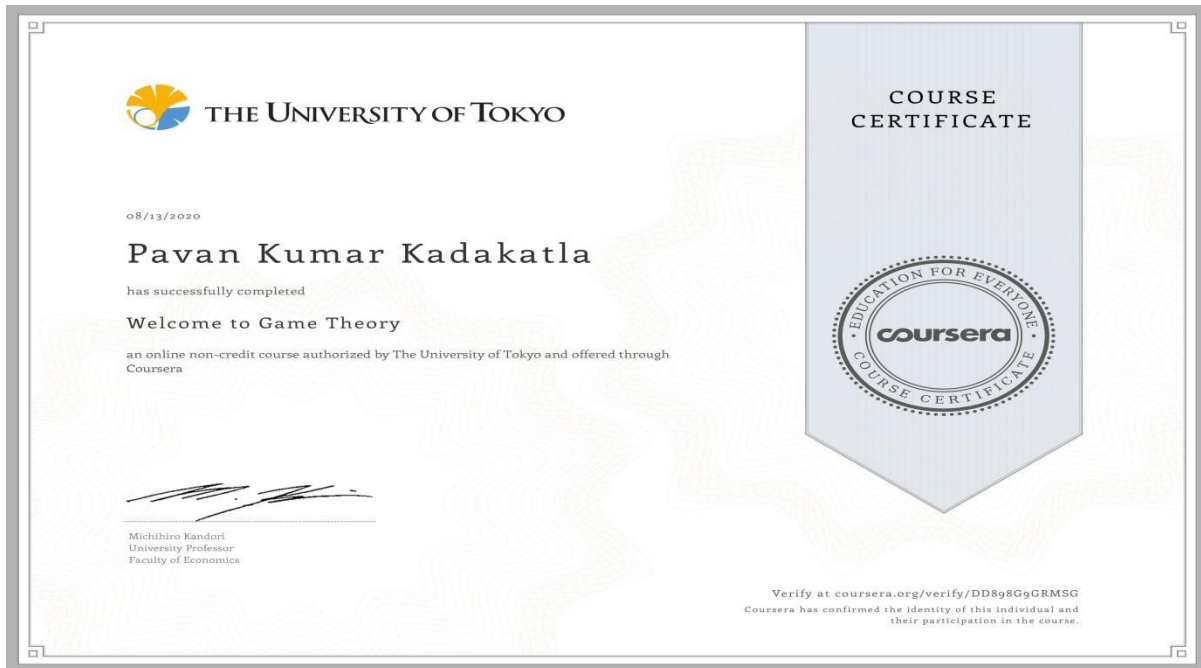 THE UNIVERSITY OF TOKYO
08/13/2020
Pavan Kumar Kadakatla
has successfully completed
Welcome to Game Theory
an online non-credit course authorized by The University of Tokyo and offered through
Coursera
Michihiro Kandori
University Professor
Faculty of Economics
COURSE
CERTIFICATE
EDUCATION FOR EVERYONE
coursera
COURSE CERTIFICATE
Verify at coursera.org/verify/DD898G9GRMSG
Coursera has confirmed the identity of this individual and
their participation in the course.